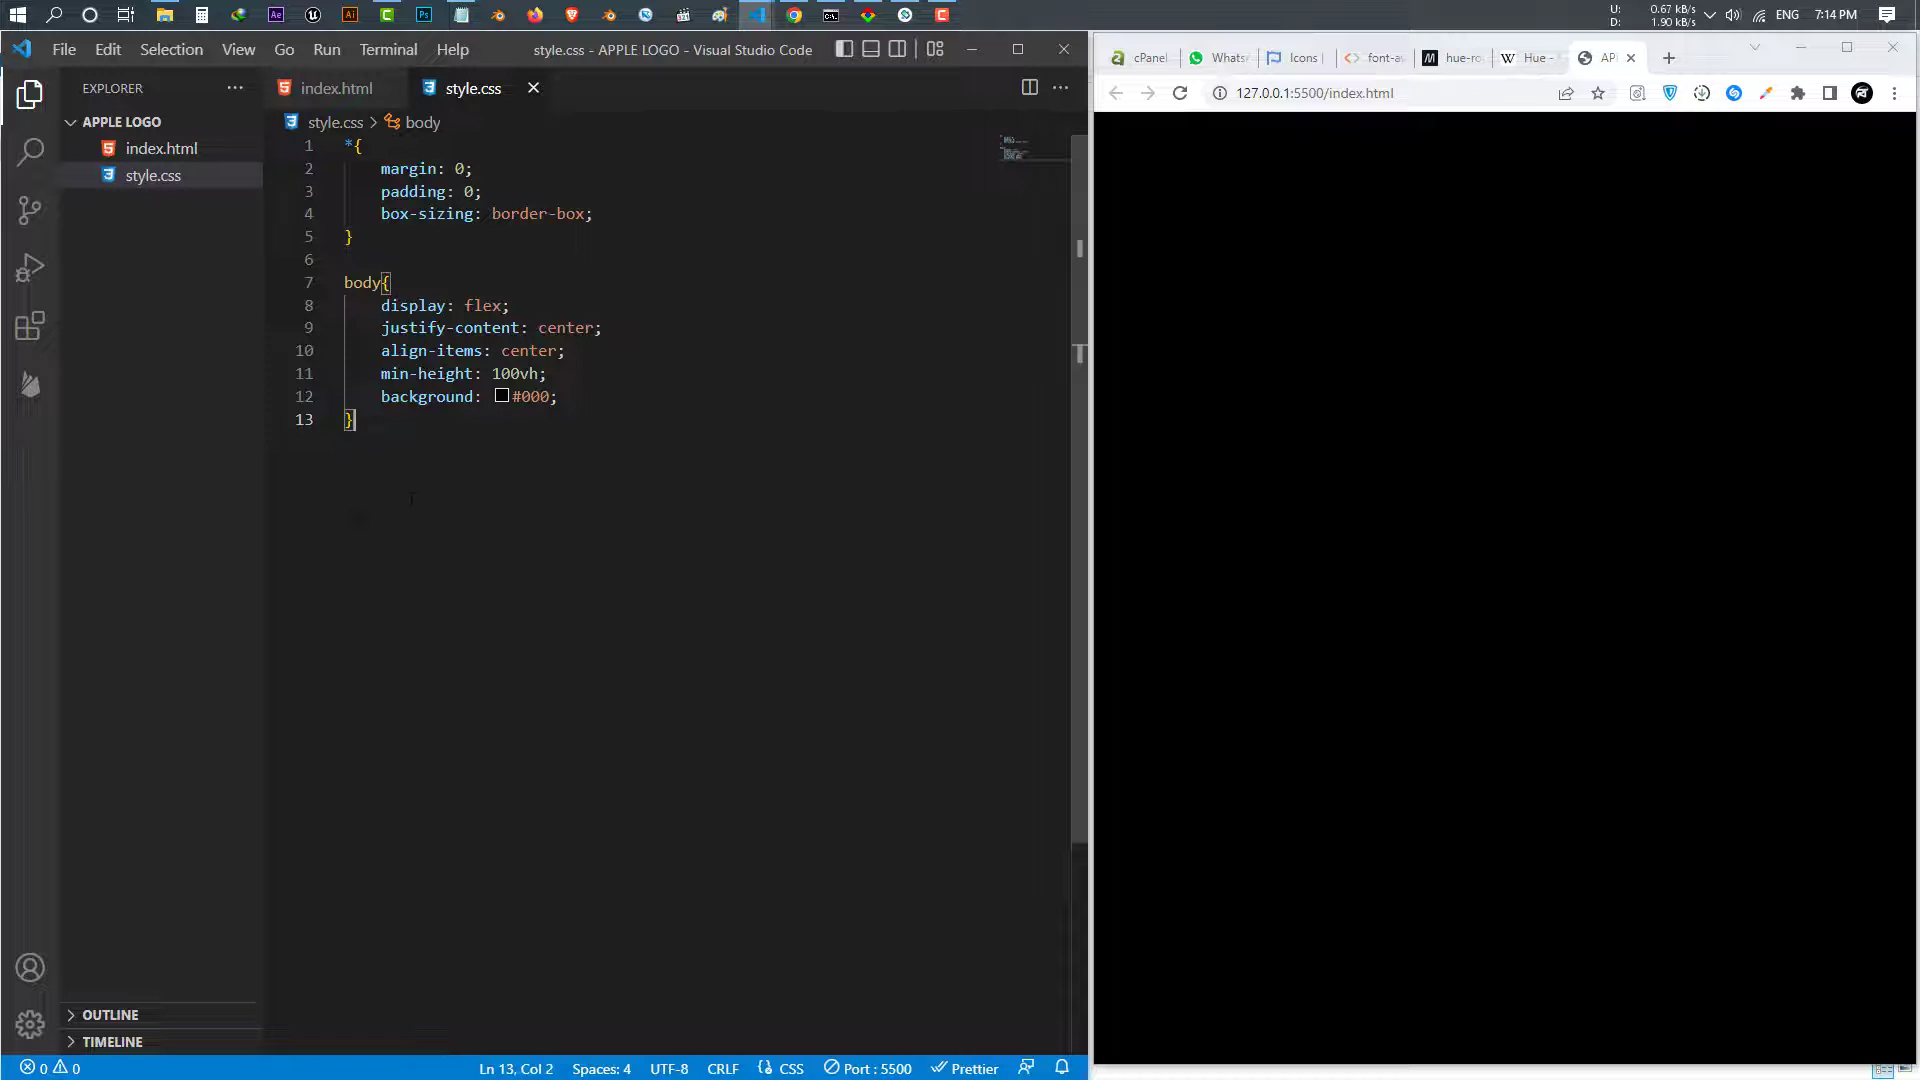 U: 0.67 kB/s
D: 1.90 kB/s
ENG
7:14 PM
File Edit Selection View Go Run Terminal Help
style.css - APPLE LOGO - Visual Studio Code
EXPLORER
APPLE LOGO
index.html
style.css
index.html
style.css
style.css > body
1 *{
2 margin: 0;
3 padding: 0;
4 box-sizing: border-box;
5 }
6
7 body{
8 display: flex;
9 justify-content: center;
10 align-items: center;
11 min-height: 100vh;
12 background: #000;
13 }
OUTLINE
TIMELINE
0 0
Ln 13, Col 2 Spaces: 4 UTF-8 CRLF CSS Port : 5500 Prettier
cPanel Whats Icons | font-aw hue-ro Hue - API
127.0.0.1:5500/index.html